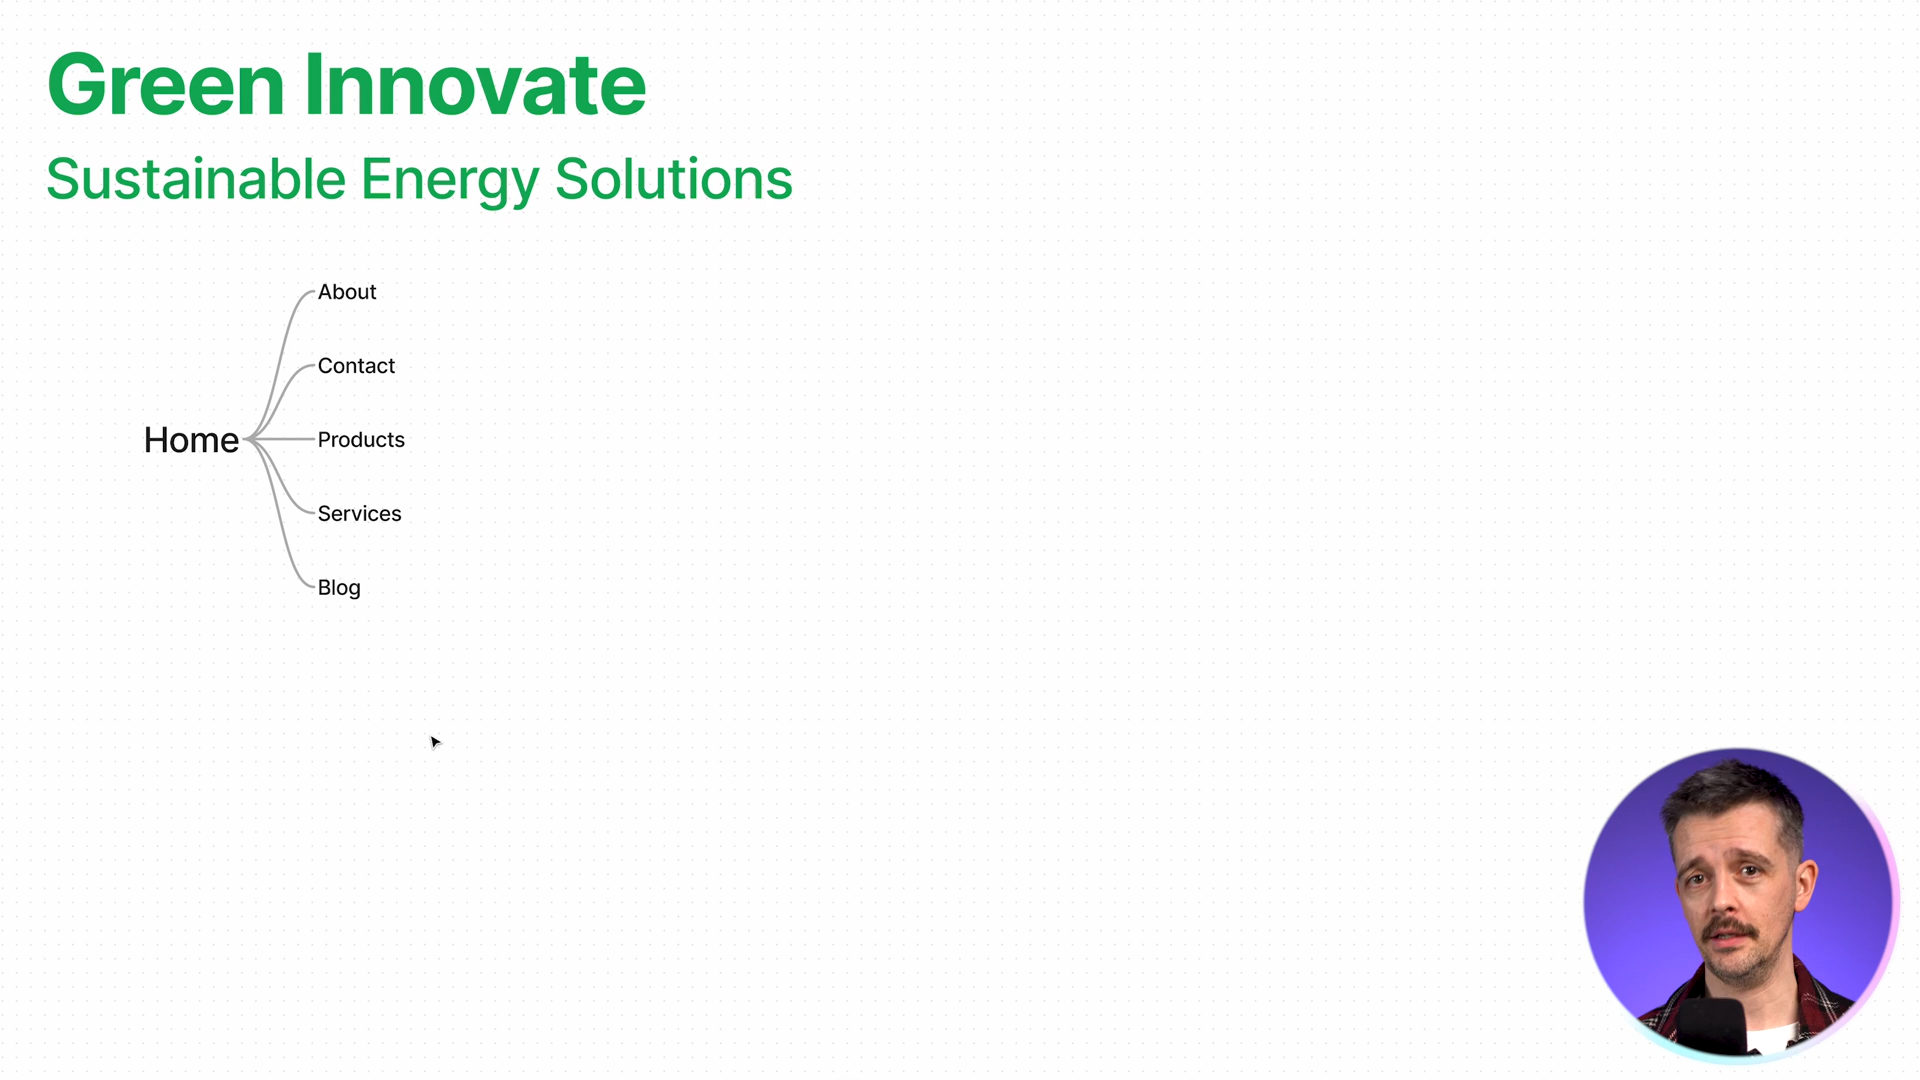 Green Innovate
Sustainable Energy Solutions
About
Contact
Home
Products
Services
Blog